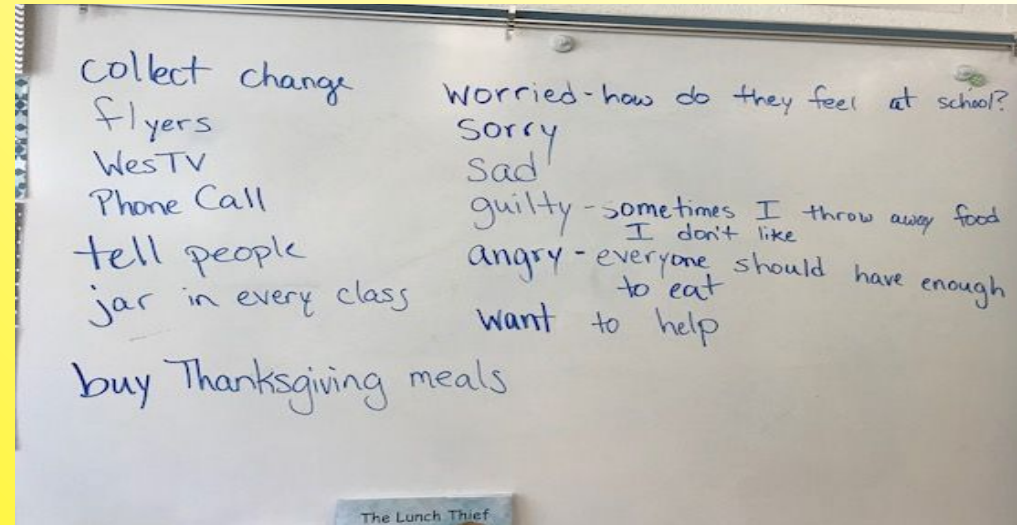 collect change
flyers
WesTV
Phone Call
tell people
jar in every class
buy Thanksgiving meals
worried - how do they feel at school?
sorry
sad
guilty - sometimes I throw away food
I don't like
angry - everyone should have enough
to eat
want to help
The Lunch Thief